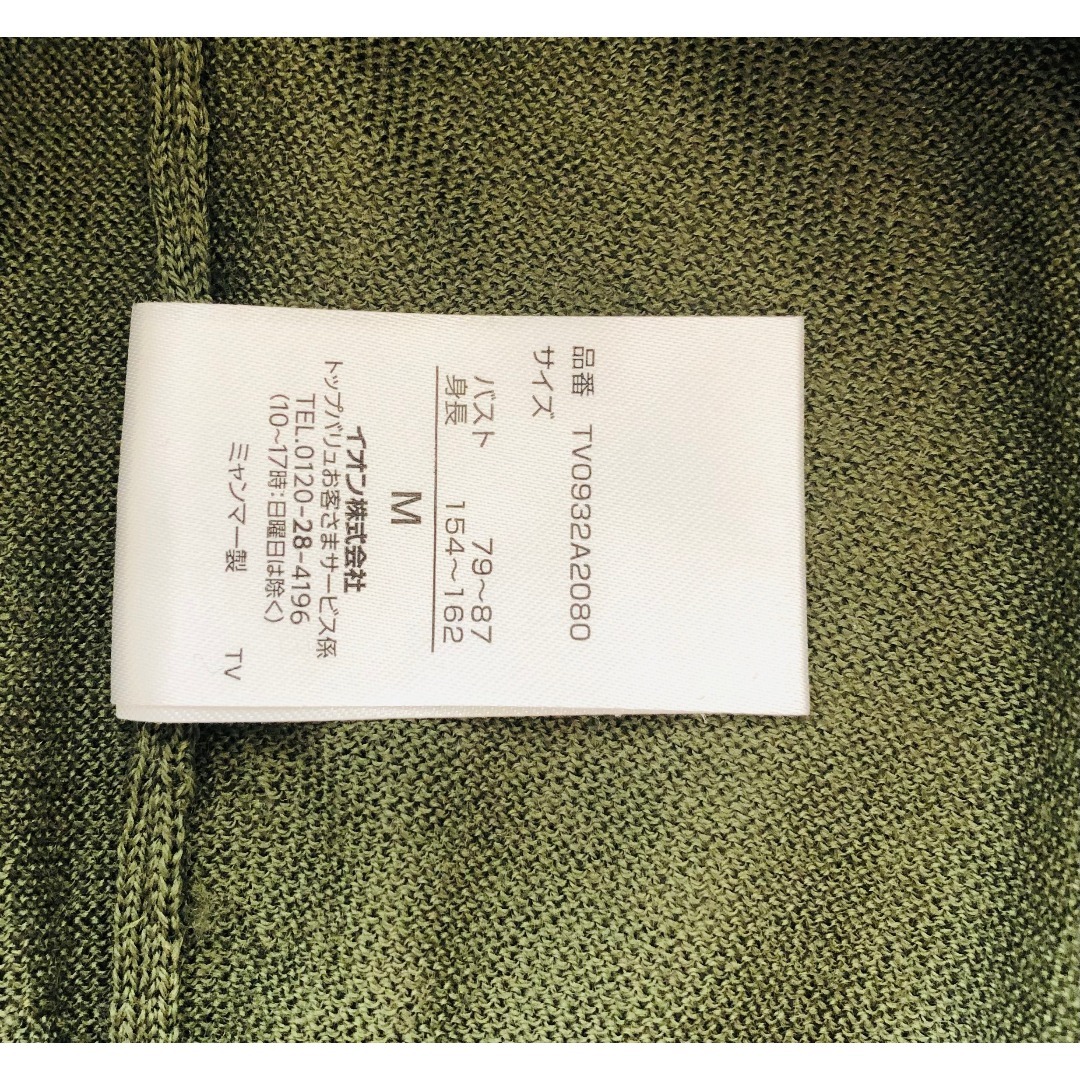 品番 TV0932A2080
サイズ
バスト 79〜87
身長 154〜162
M
イオン株式会社
トップバリュお客さまサービス係
TEL.0120-28-4196
(10〜17時:日曜日は除く)
ミャンマー製 TV